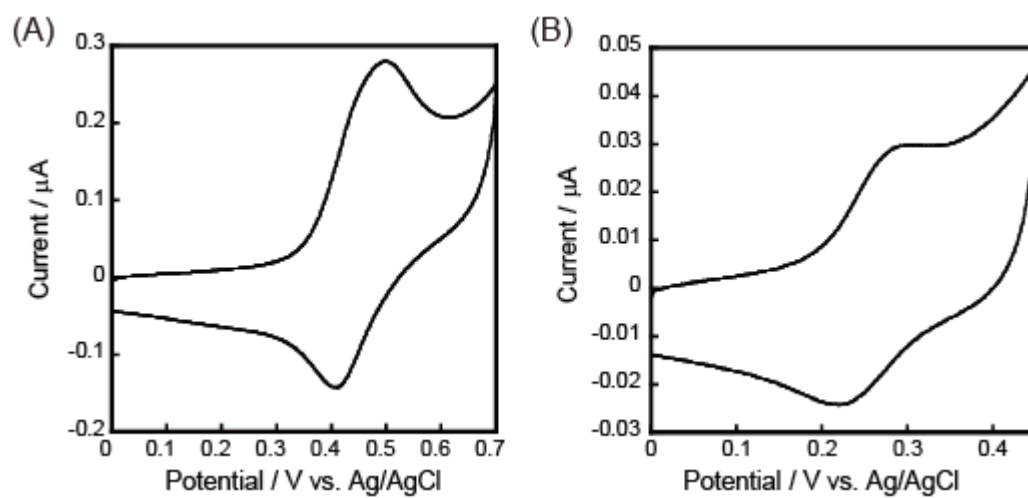 (A)
0.3
0.2
0.1
0
-0.1
-0.2
Current / μA
0 0.1 0.2 0.3 0.4 0.5 0.6 0.7
Potential / V vs. Ag/AgCl
(B)
0.05
0.04
0.03
0.02
0.01
0
-0.01
-0.02
-0.03
Current / μA
0 0.1 0.2 0.3 0.4
Potential / V vs. Ag/AgCl